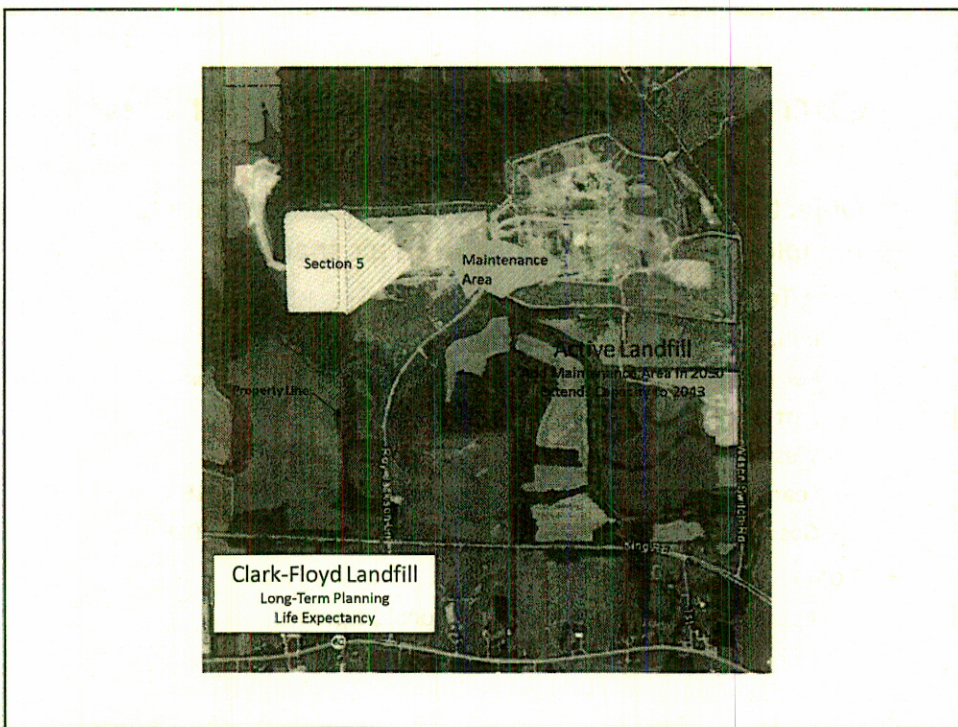 Section 5
Maintenance
Area
Active Landfill
Add Maintenance Area in 2030
Extends Capacity to 2043
Property Line
Clark-Floyd Landfill
Long-Term Planning
Life Expectancy